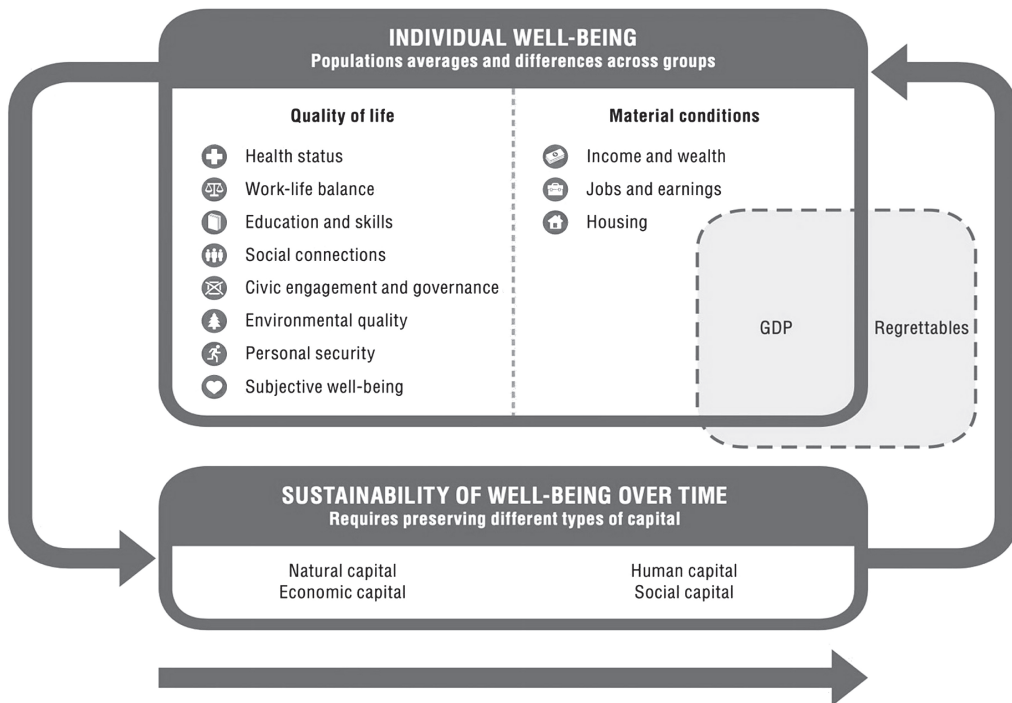 INDIVIDUAL WELL-BEING
Populations averages and differences across groups
Quality of life
Health status
Work-life balance
Education and skills
Social connections
Civic engagement and governance
Environmental quality
Personal security
Subjective well-being
Material conditions
Income and wealth
Jobs and earnings
Housing
GDP
Regrettables
SUSTAINABILITY OF WELL-BEING OVER TIME
Requires preserving different types of capital
Natural capital
Economic capital
Human capital
Social capital